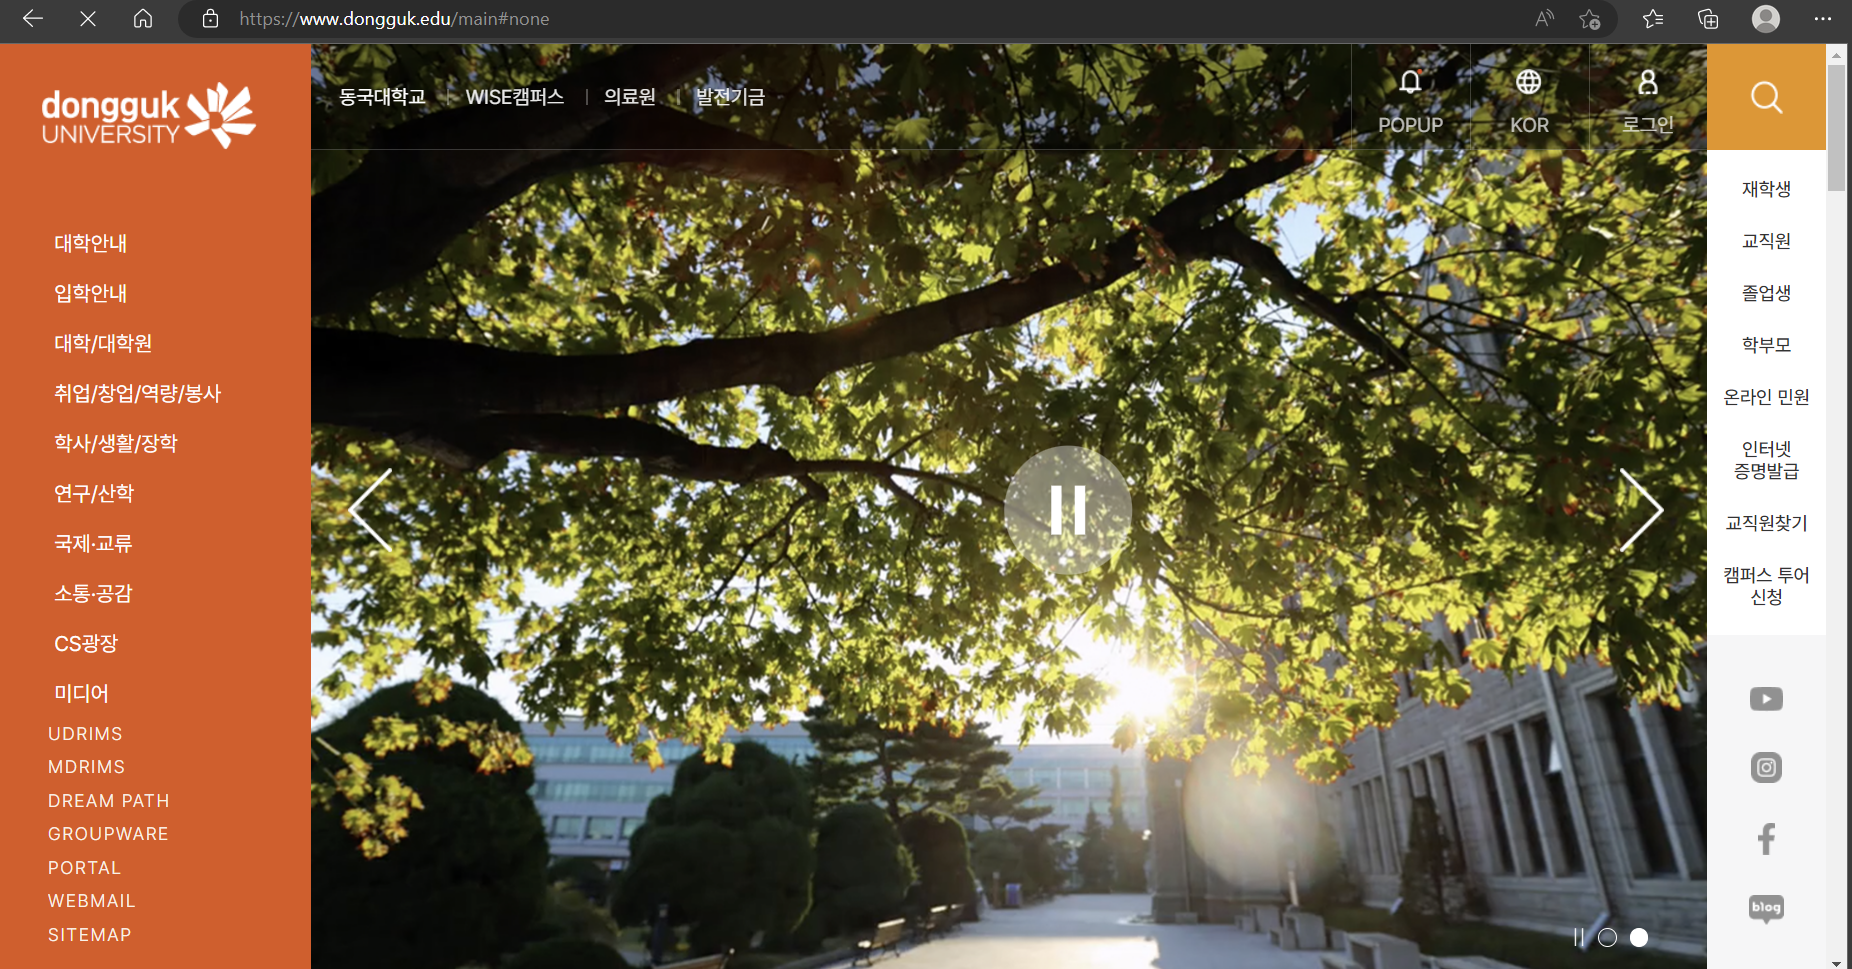 https://www.dongguk.edu/main#none
dongguk
UNIVERSITY
동국대학교
WISE캠퍼스
의료원
발전기금
POPUP
KOR
로그인
대학안내
입학안내
대학/대학원
취업/창업/역량/봉사
학사/생활/장학
연구/산학
국제·교류
소통·공감
CS광장
미디어
UDRIMS
MDRIMS
DREAM PATH
GROUPWARE
PORTAL
WEBMAIL
SITEMAP
재학생
교직원
졸업생
학부모
온라인 민원
인터넷
증명발급
교직원찾기
캠퍼스 투어
신청
blog